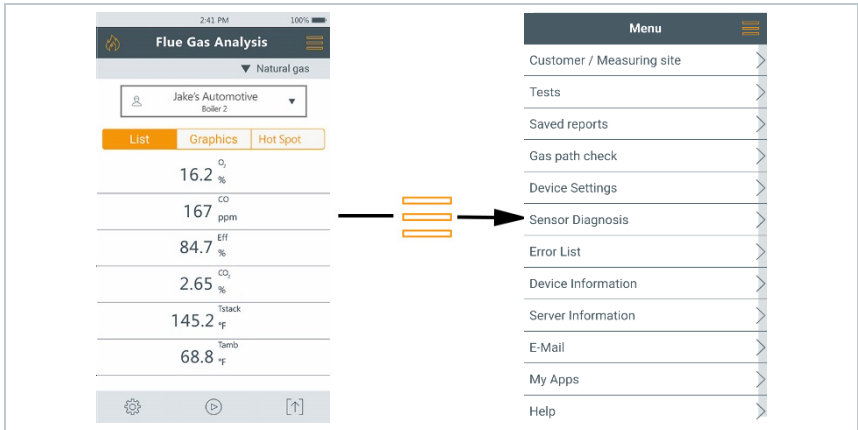 2:41 PM 100%
Flue Gas Analysis
▼ Natural gas
Jake's Automotive ▼
Boiler 2
List Graphics Hot Spot
16.2 O₂ %
167 CO ppm
84.7 Eff %
2.65 CO₂ %
145.2 Tstack °F
68.8 Tamb °F
Menu
Customer / Measuring site
Tests
Saved reports
Gas path check
Device Settings
Sensor Diagnosis
Error List
Device Information
Server Information
E-Mail
My Apps
Help